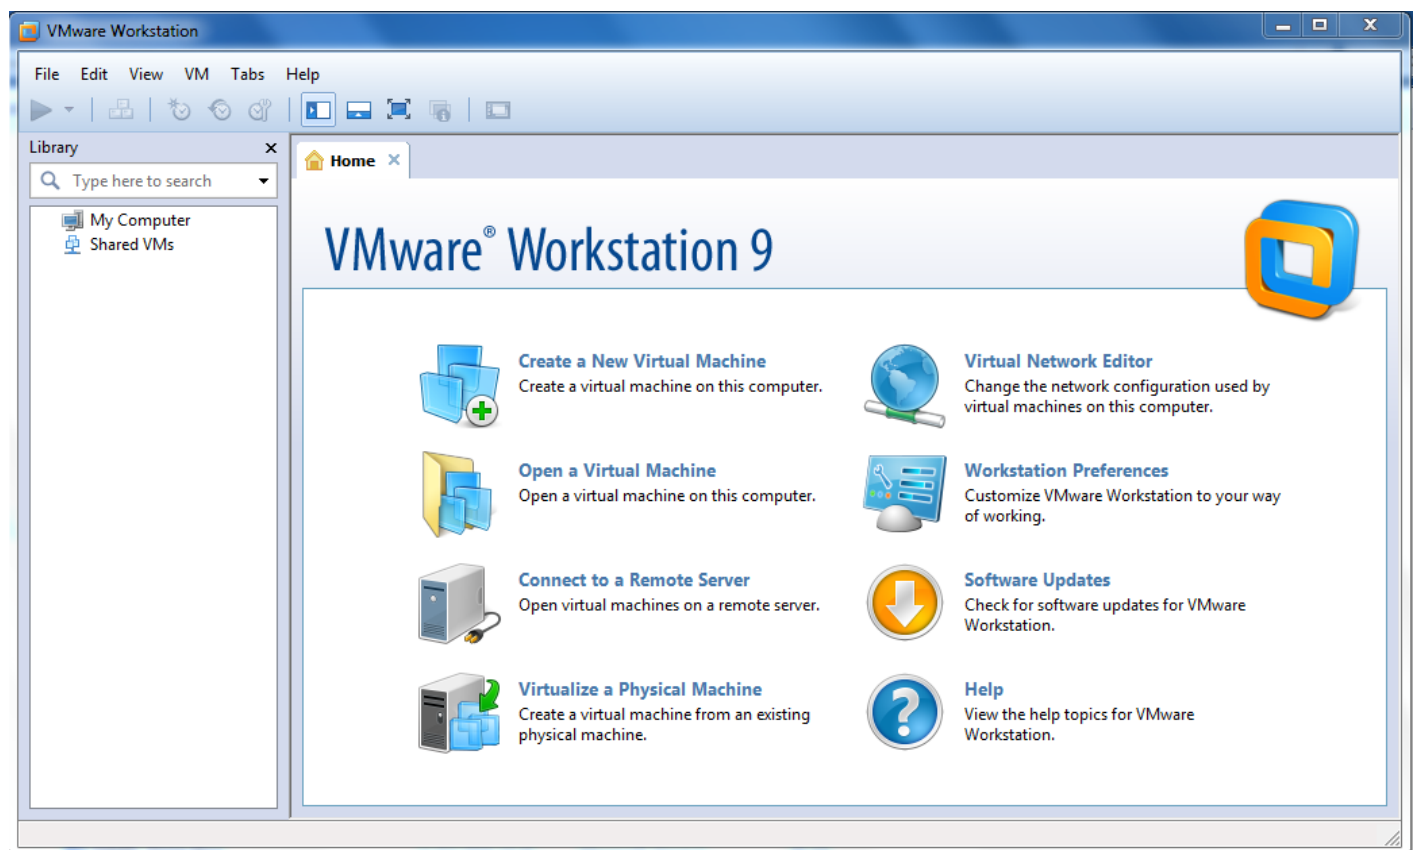 VMware Workstation
File Edit View VM Tabs Help
Library
Type here to search
My Computer
Shared VMs
Home
VMware® Workstation 9
Create a New Virtual Machine
Create a virtual machine on this computer.
Open a Virtual Machine
Open a virtual machine on this computer.
Connect to a Remote Server
Open virtual machines on a remote server.
Virtualize a Physical Machine
Create a virtual machine from an existing
physical machine.
Virtual Network Editor
Change the network configuration used by
virtual machines on this computer.
Workstation Preferences
Customize VMware Workstation to your way
of working.
Software Updates
Check for software updates for VMware
Workstation.
Help
View the help topics for VMware
Workstation.